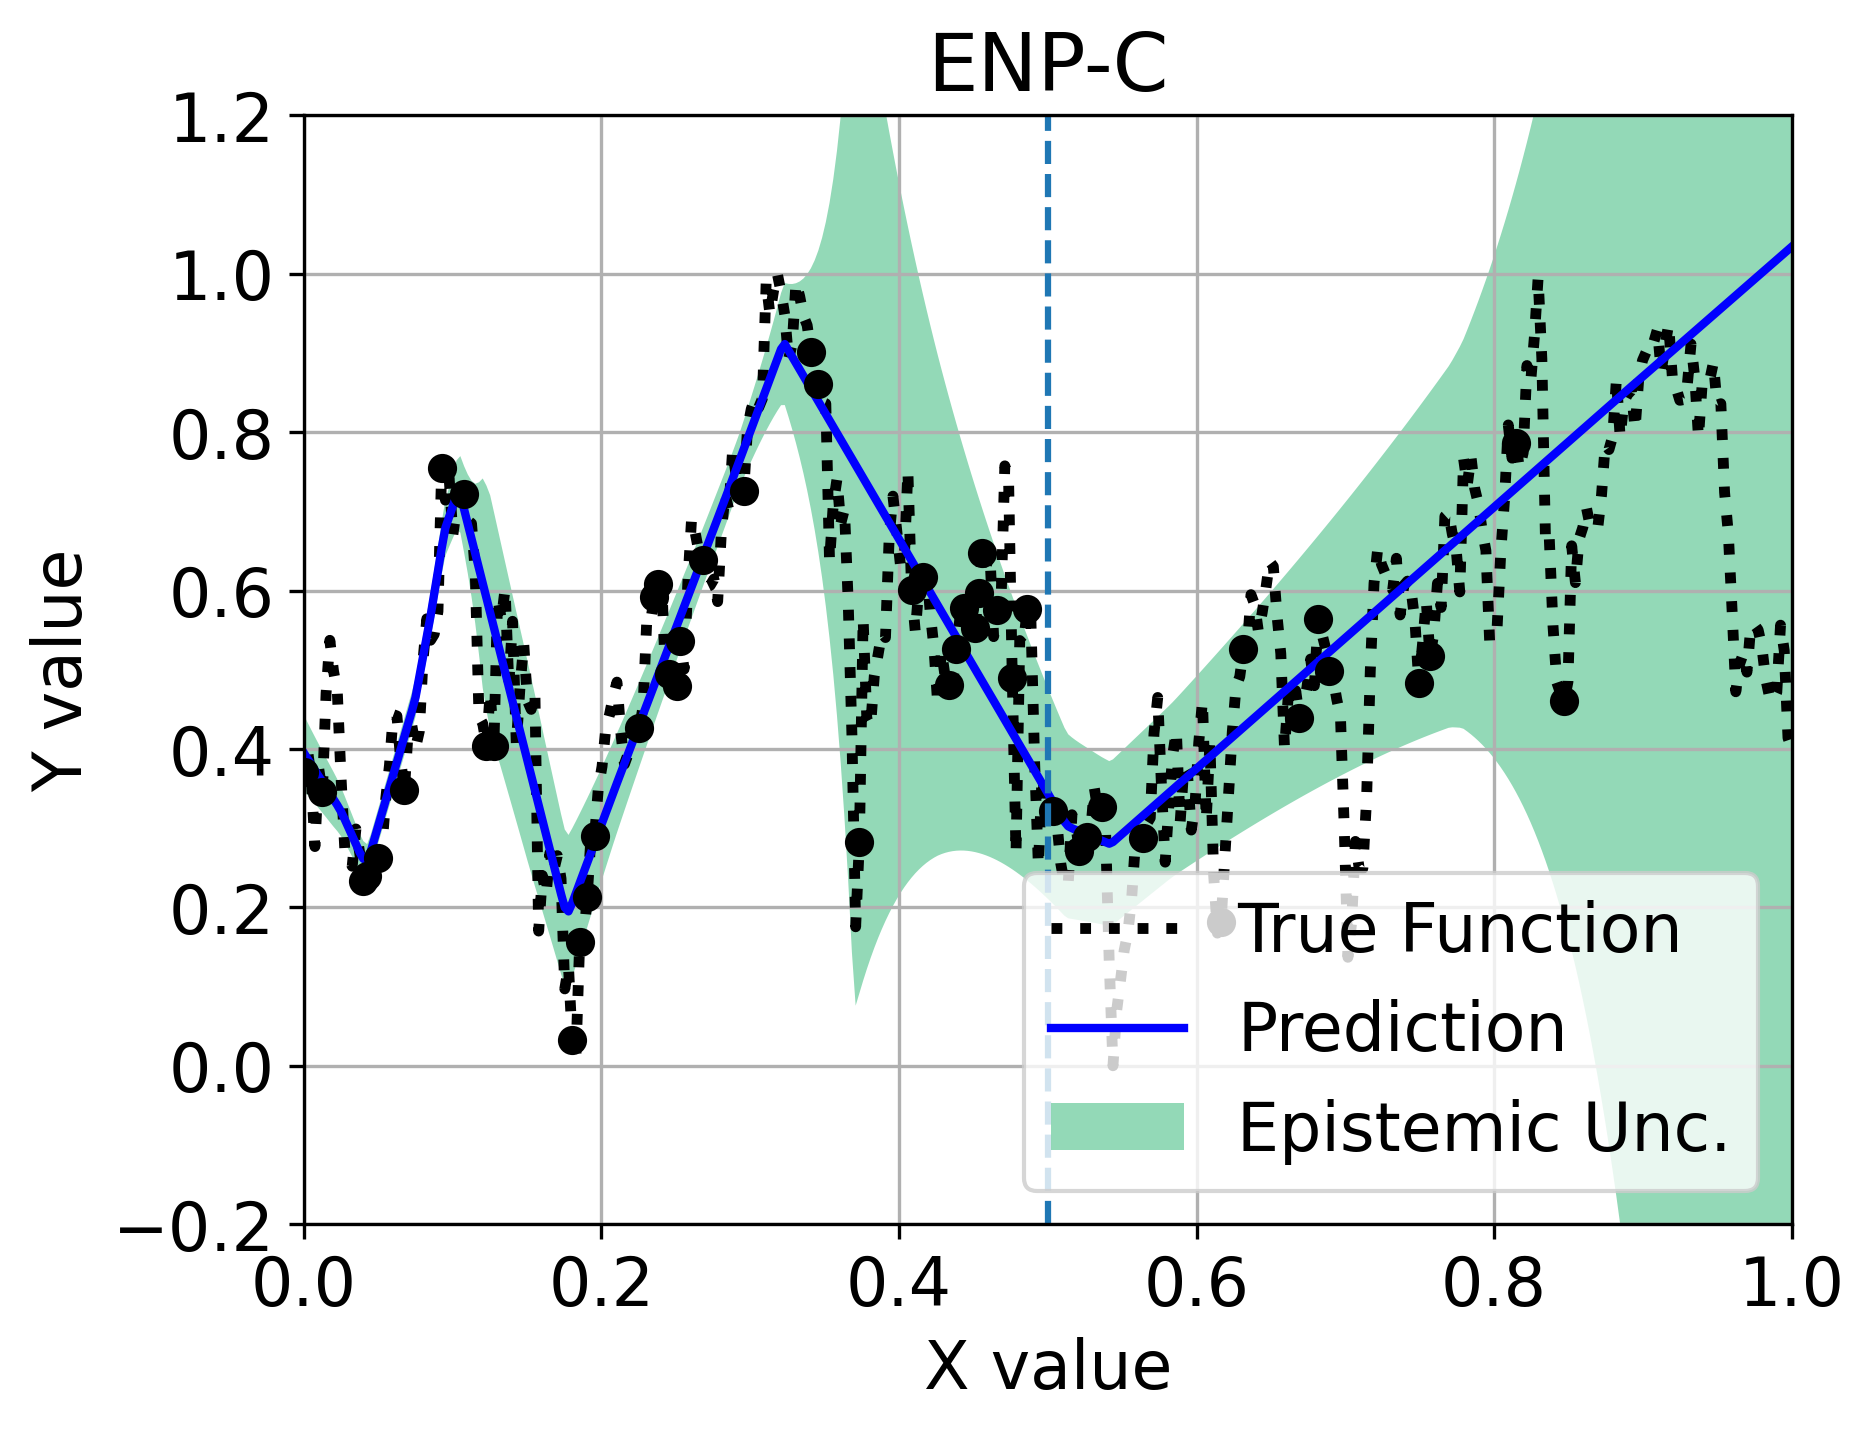 ENP-C
Y value
1.2
1.0
0.8
0.6
0.4
0.2
0.0
−0.2
True Function
Prediction
Epistemic Unc.
0.0 0.2 0.4 0.6 0.8 1.0
X value